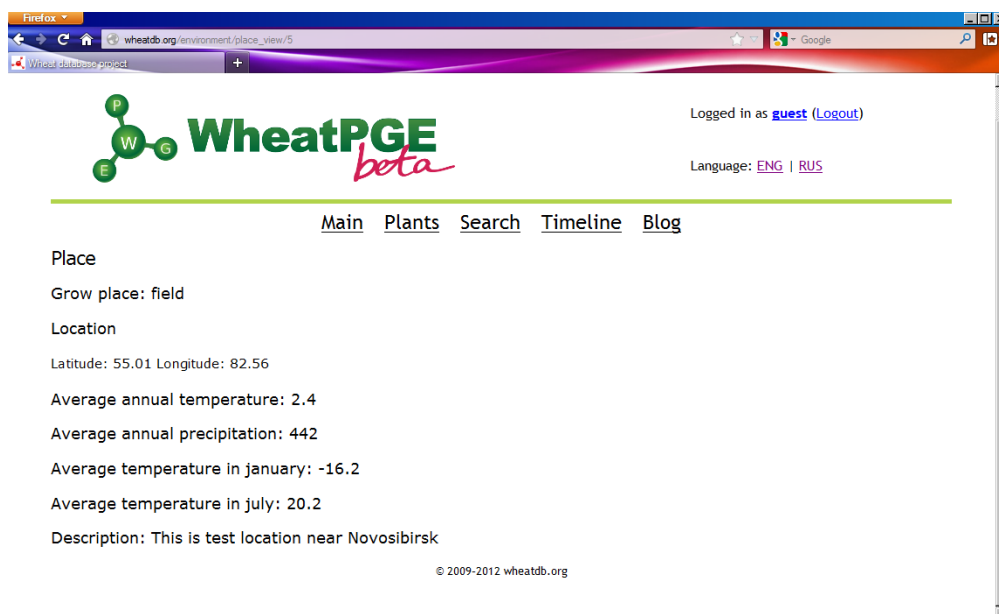 Firefox
wheatdb.org/environment/place_view/5
Google
Wheat database project
+
P
W
G
E
WheatPGE
beta
Logged in as guest (Logout)
Language: ENG | RUS
Main Plants Search Timeline Blog
Place
Grow place: field
Location
Latitude: 55.01 Longitude: 82.56
Average annual temperature: 2.4
Average annual precipitation: 442
Average temperature in january: -16.2
Average temperature in july: 20.2
Description: This is test location near Novosibirsk
© 2009-2012 wheatdb.org